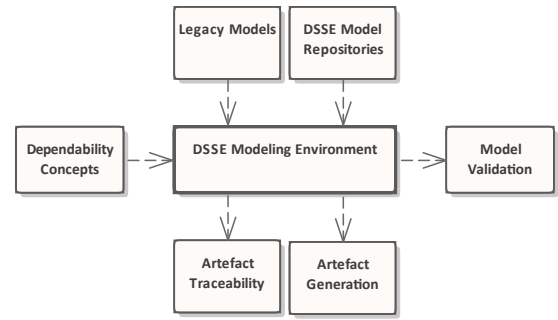 Legacy Models
DSSE Model
Repositories
Dependability
Concepts
DSSE Modeling Environment
Model
Validation
Artefact
Traceability
Artefact
Generation